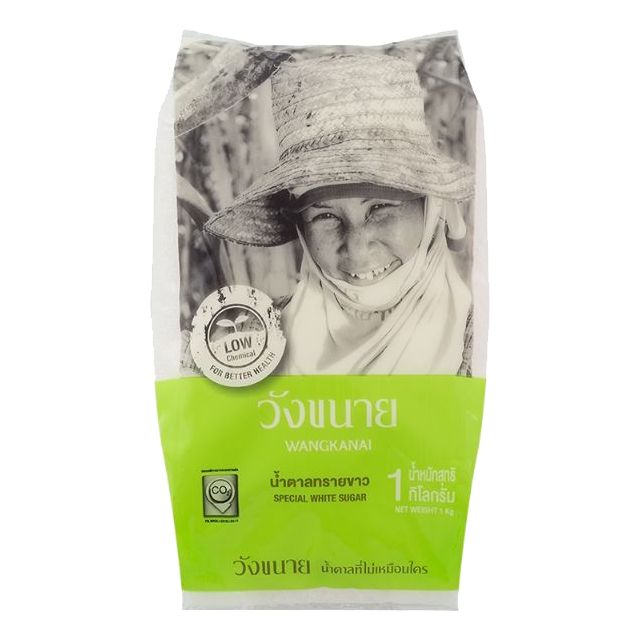 LOW
Chemical
FOR BETTER HEALTH
วังขนาย
WANGKANAI
น้ำตาลทรายขาว
SPECIAL WHITE SUGAR
1
น้ำหนักสุทธิ
กิโลกรัม
NET WEIGHT 1 Kg
CO₂
วังขนาย น้ำตาลที่ไม่เหมือนใคร